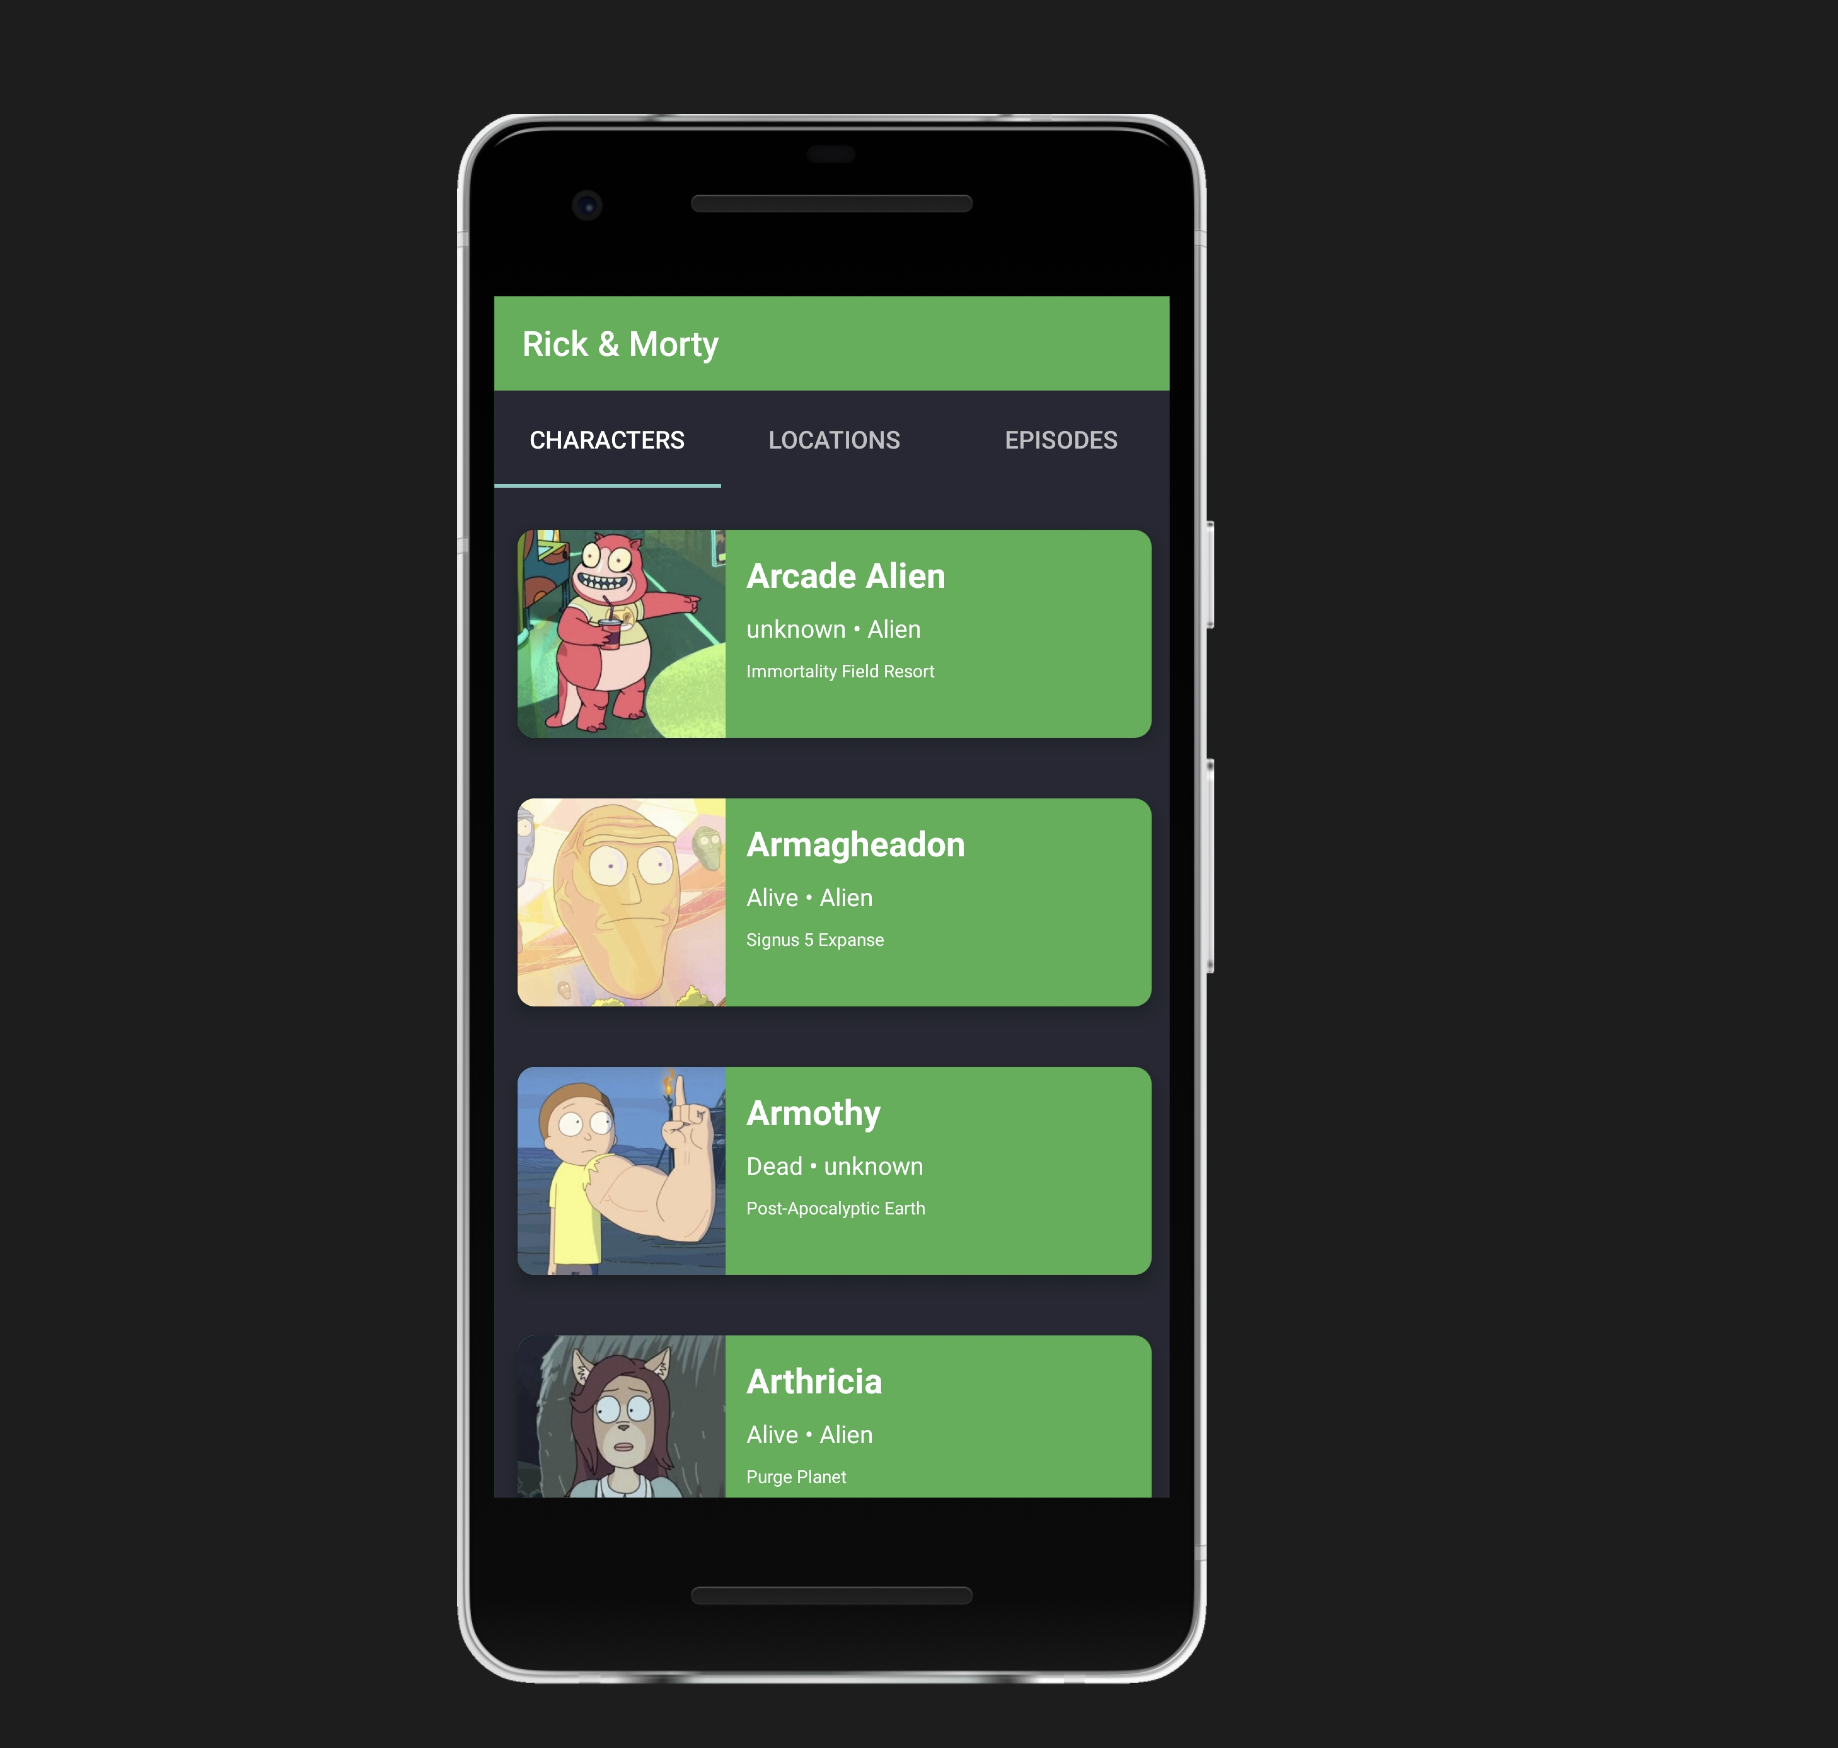 Rick & Morty
CHARACTERS LOCATIONS EPISODES
Arcade Alien
unknown • Alien
Immortality Field Resort
Armagheadon
Alive • Alien
Signus 5 Expanse
Armothy
Dead • unknown
Post-Apocalyptic Earth
Arthricia
Alive • Alien
Purge Planet